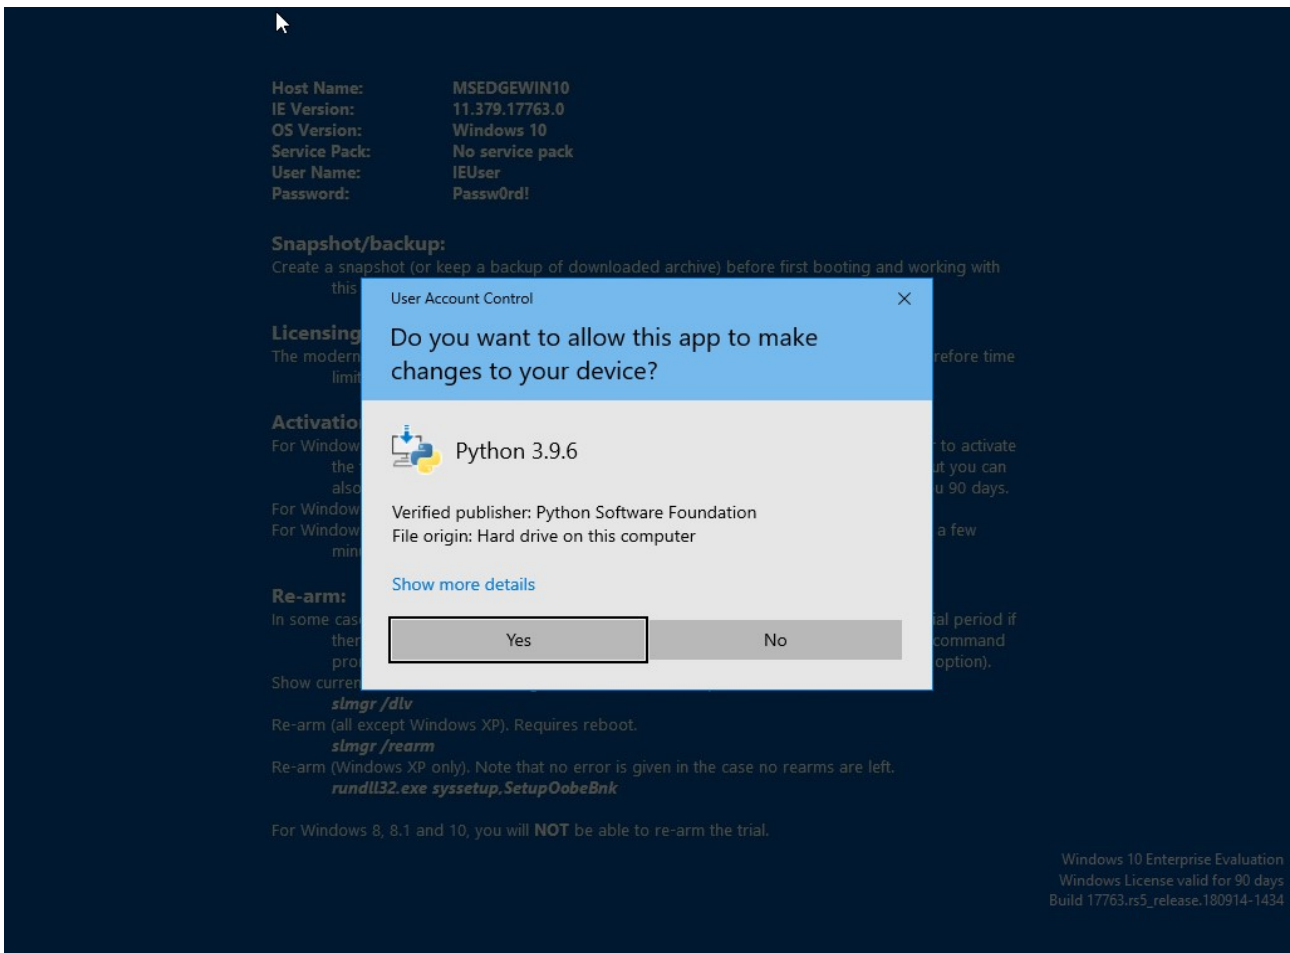 Host Name: MSEDGEWIN10
IE Version: 11.379.17763.0
OS Version: Windows 10
Service Pack: No service pack
User Name: IEUser
Password: Passw0rd!
Snapshot/backup:
Create a snapshot (or keep a backup of downloaded archive) before first booting and working with
this
User Account Control
Do you want to allow this app to make
changes to your device?
Licensing
The modern refore time
limit
Activatio
For Window to activate
the ut you can
also u 90 days.
For Window
For Window a few
min
Python 3.9.6
Verified publisher: Python Software Foundation
File origin: Hard drive on this computer
Show more details
Yes No
Re-arm:
In some cas ial period if
ther command
pro option).
Show curren
slmgr /dlv
Re-arm (all except Windows XP). Requires reboot.
slmgr /rearm
Re-arm (Windows XP only). Note that no error is given in the case no rearms are left.
rundll32.exe syssetup,SetupOobeBnk
For Windows 8, 8.1 and 10, you will NOT be able to re-arm the trial.
Windows 10 Enterprise Evaluation
Windows License valid for 90 days
Build 17763.rs5_release.180914-1434